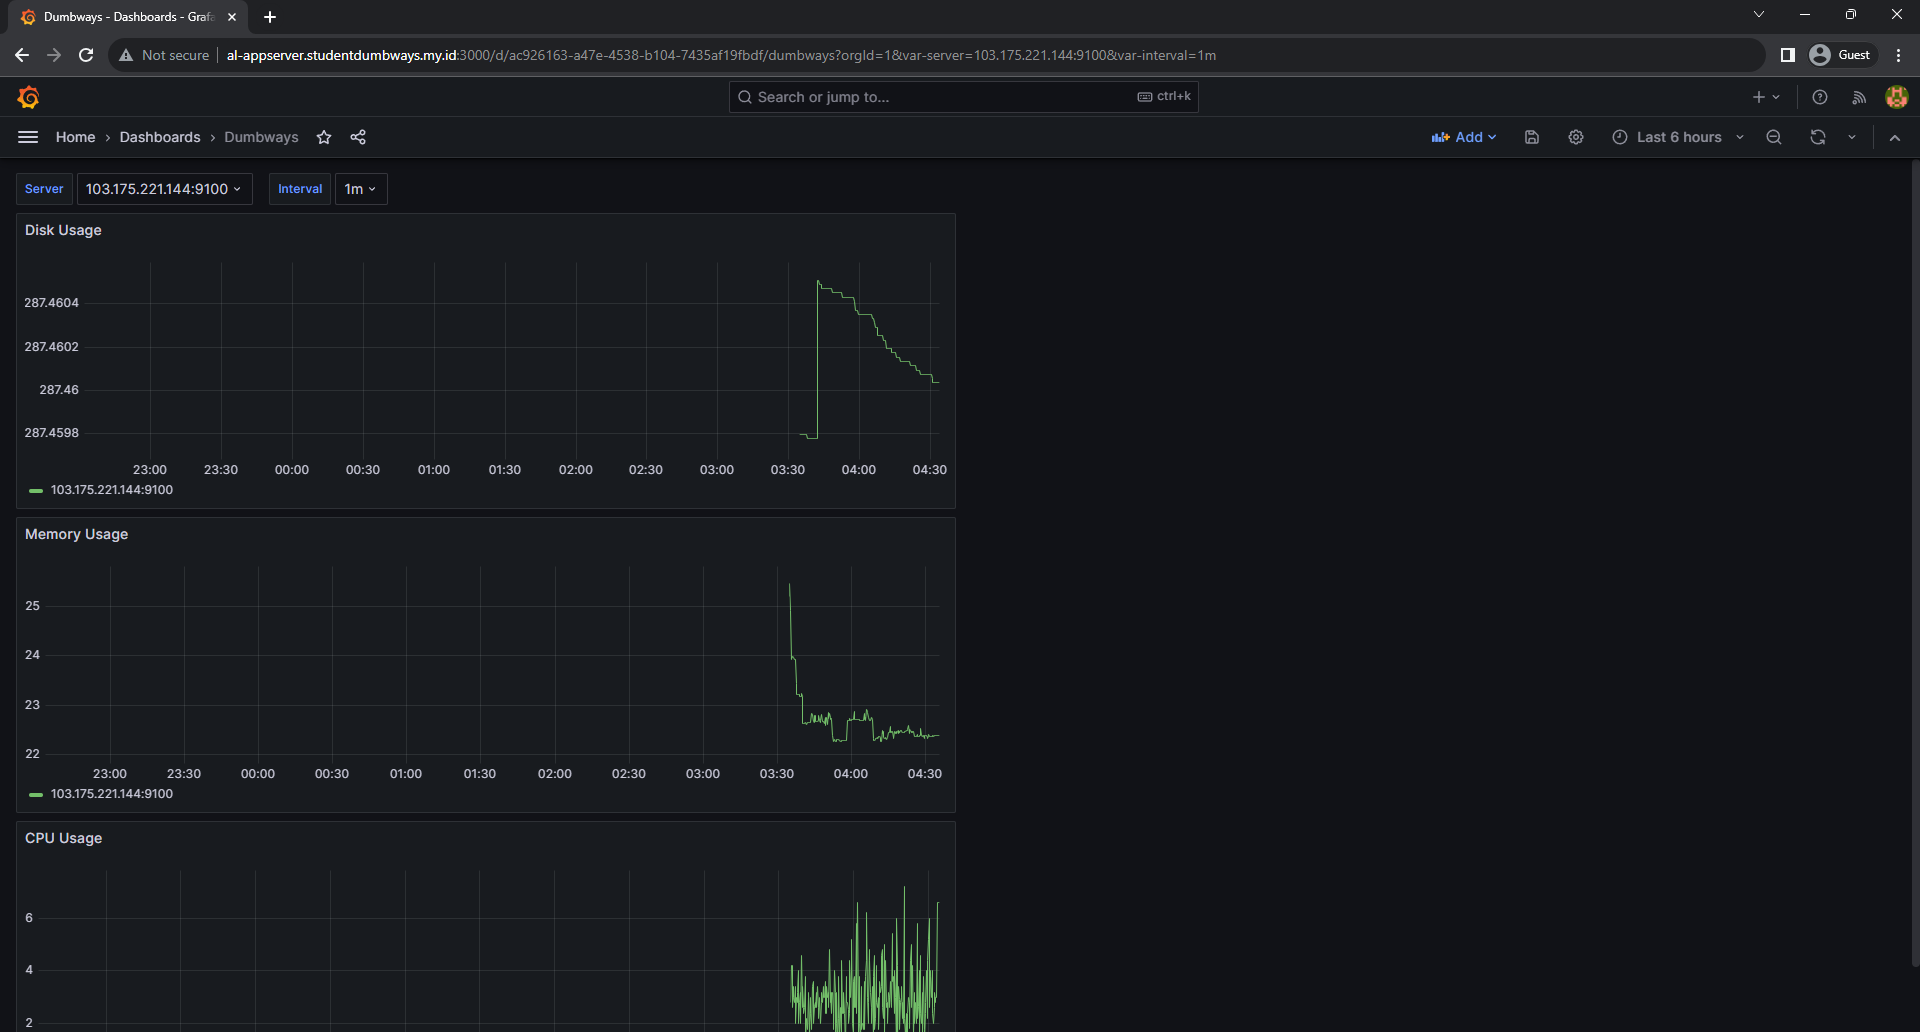 Dumbways - Dashboards - Grafa
Not secure
al-appserver.studentdumbways.my.id:3000/d/ac926163-a47e-4538-b104-7435af19fbdf/dumbways?orgId=1&var-server=103.175.221.144:9100&var-interval=1m
Guest
Search or jump to...
ctrl+k
Home › Dashboards › Dumbways
Add
Last 6 hours
Server 103.175.221.144:9100 Interval 1m
Disk Usage
287.4604
287.4602
287.46
287.4598
23:00 23:30 00:00 00:30 01:00 01:30 02:00 02:30 03:00 03:30 04:00 04:30
103.175.221.144:9100
Memory Usage
25
24
23
22
23:00 23:30 00:00 00:30 01:00 01:30 02:00 02:30 03:00 03:30 04:00 04:30
103.175.221.144:9100
CPU Usage
6
4
2